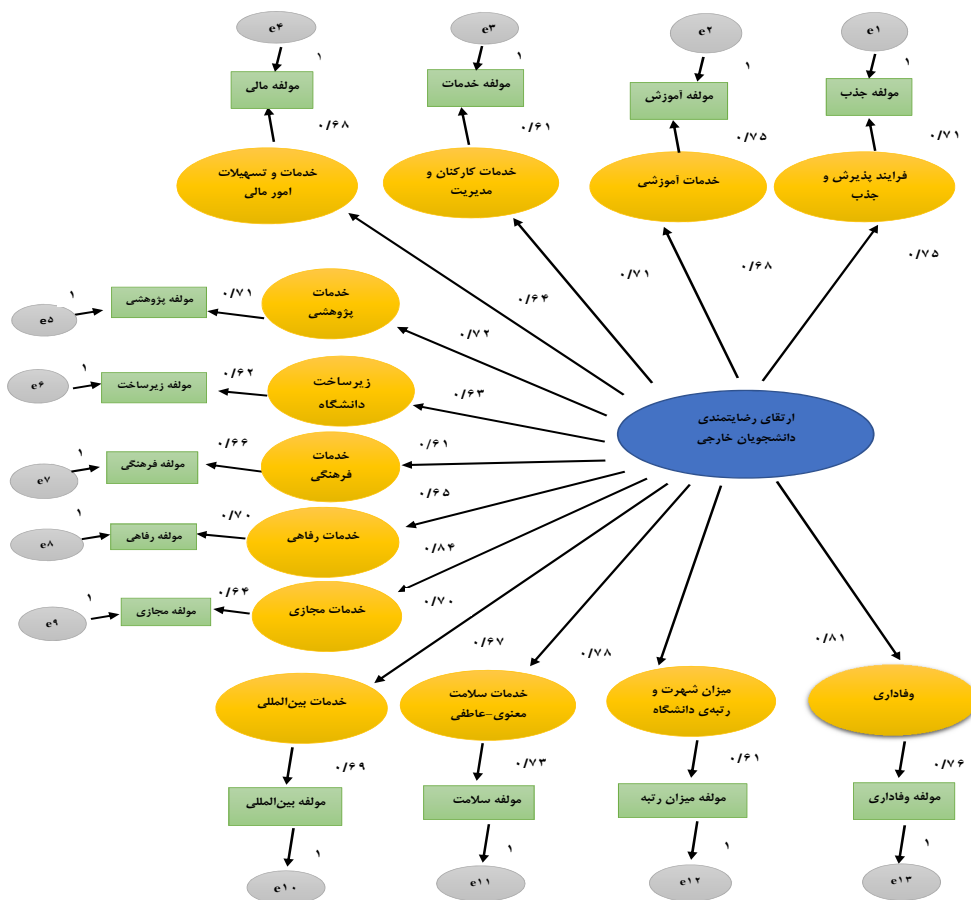 e۱
e۲
e۳
e۴
۱
۱
۱
۱
مولفه جذب
مولفه آموزش
مولفه خدمات
مولفه مالی
۰/۷۱
۰/۷۵
۰/۶۱
۰/۶۸
فرایند پذیرش و
جذب
خدمات آموزشی
خدمات کارکنان و
مدیریت
خدمات و تسهیلات
امور مالی
۰/۷۵
۰/۶۸
۰/۷۱
۰/۶۴
خدمات
پژوهشی
۰/۷۱
مولفه پژوهشی
۱
e۵
۰/۷۲
زیرساخت
دانشگاه
۰/۶۲
مولفه زیرساخت
۱
e۶
۰/۶۳
ارتقای رضایتمندی
دانشجویان خارجی
۰/۶۱
خدمات
فرهنگی
۰/۶۶
مولفه فرهنگی
۱
e۷
۰/۶۵
خدمات رفاهی
۰/۷۰
مولفه رفاهی
۱
e۸
۰/۸۴
خدمات مجازی
۰/۶۴
مولفه مجازی
۱
e۹
۰/۷۰
۰/۸۱
۰/۷۸
۰/۶۷
وفاداری
میزان شهرت و
رتبه‌ی دانشگاه
خدمات سلامت
معنوی-عاطفی
خدمات بین‌المللی
۰/۷۶
۰/۶۱
۰/۷۳
۰/۶۹
مولفه وفاداری
مولفه میزان رتبه
مولفه سلامت
مولفه بین‌المللی
۱
۱
۱
۱
e۱۳
e۱۲
e۱۱
e۱۰